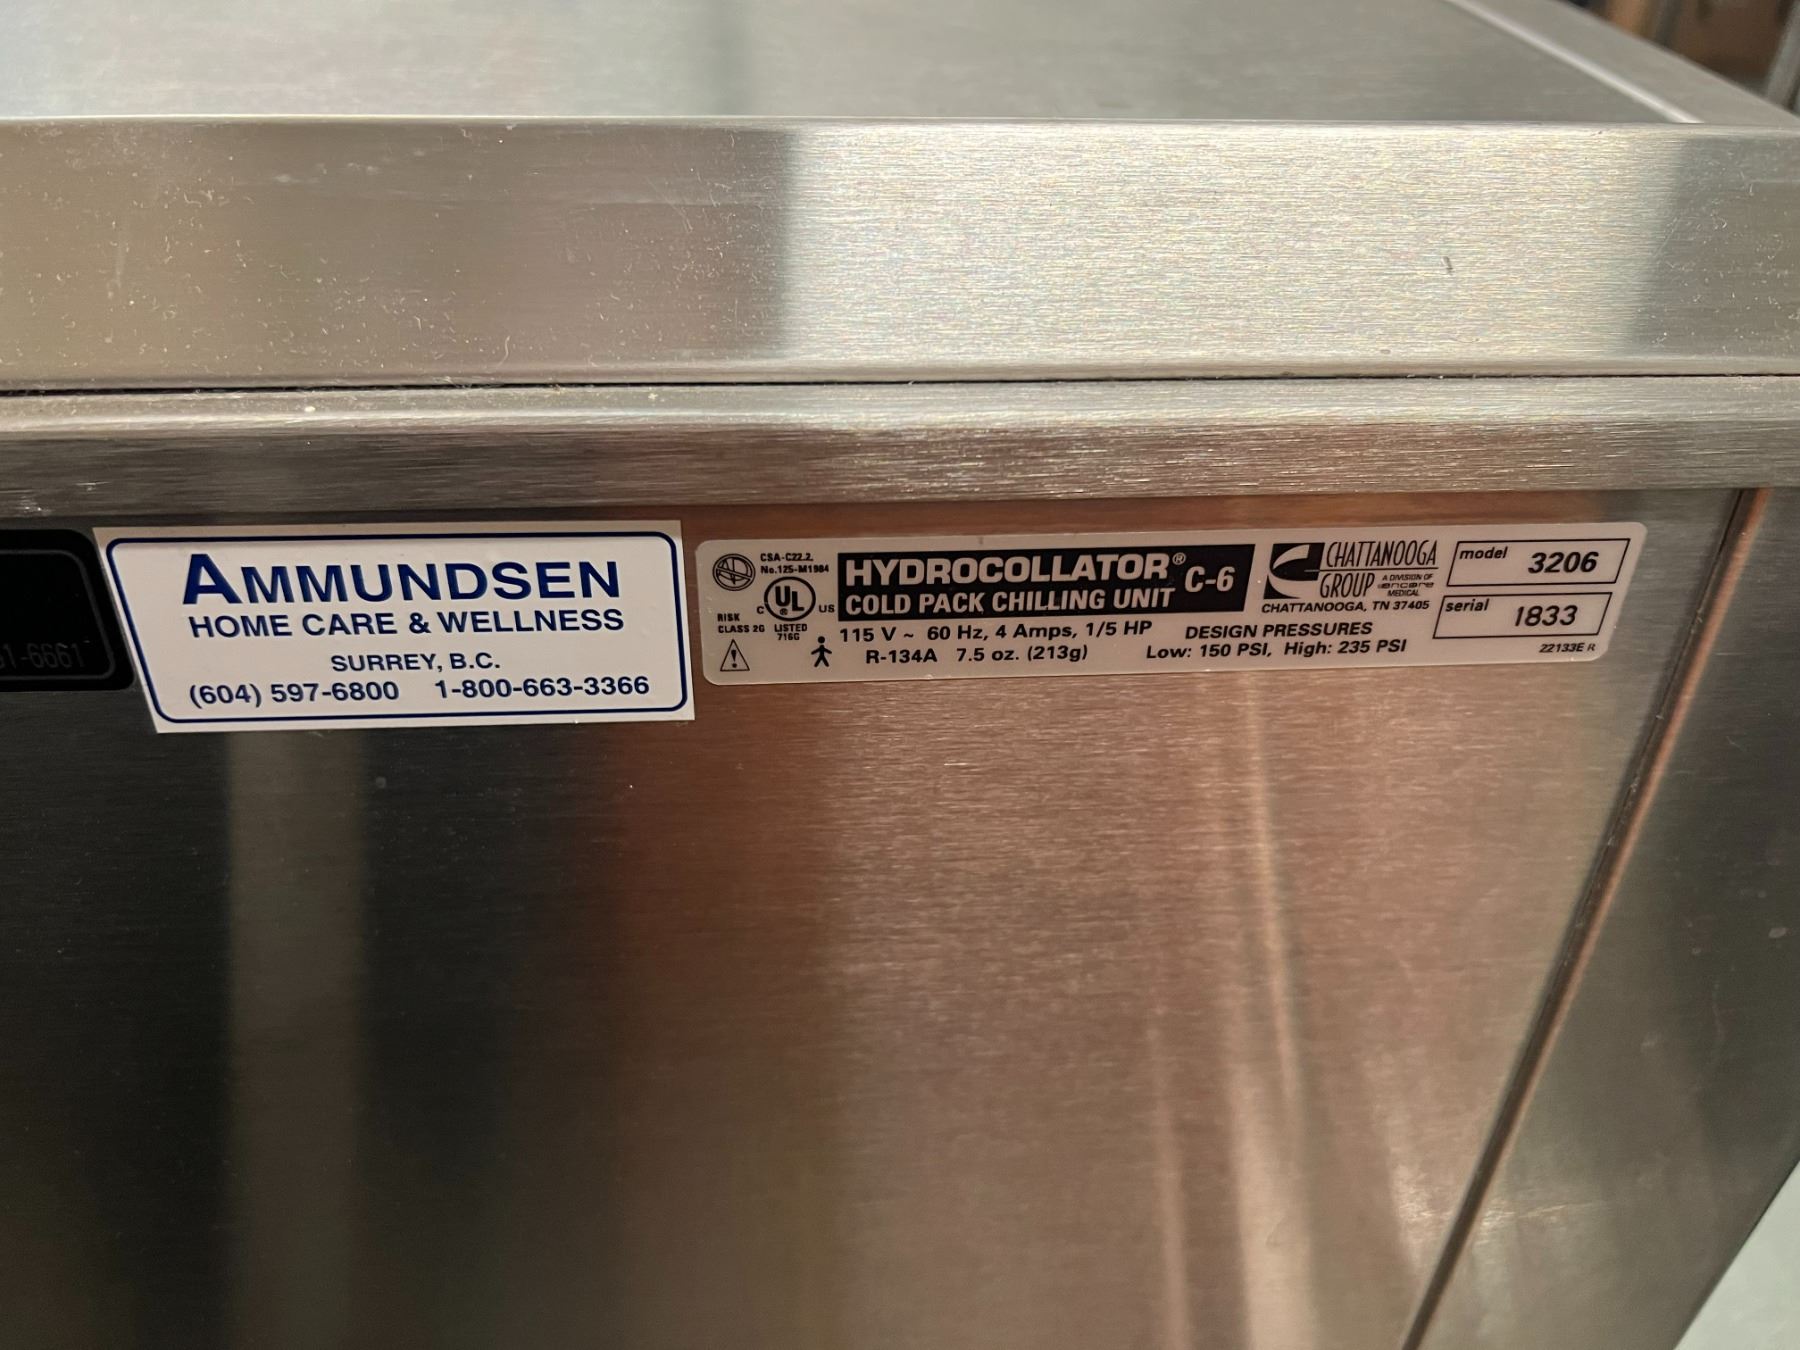 1-6661
AMMUNDSEN
HOME CARE & WELLNESS
SURREY, B.C.
(604) 597-6800 1-800-663-3366
CSA-C22.2.
No.125-M1984
C UL US
®
LISTED
716G
RISK
CLASS 2G
HYDROCOLLATOR® C-6
COLD PACK CHILLING UNIT
115 V ~ 60 Hz, 4 Amps, 1/5 HP
R-134A 7.5 oz. (213g)
DESIGN PRESSURES
Low: 150 PSI, High: 235 PSI
CHATTANOOGA
GROUP A DIVISION OF
encore
MEDICAL
CHATTANOOGA, TN 37405
model 3206
serial 1833
22133E R